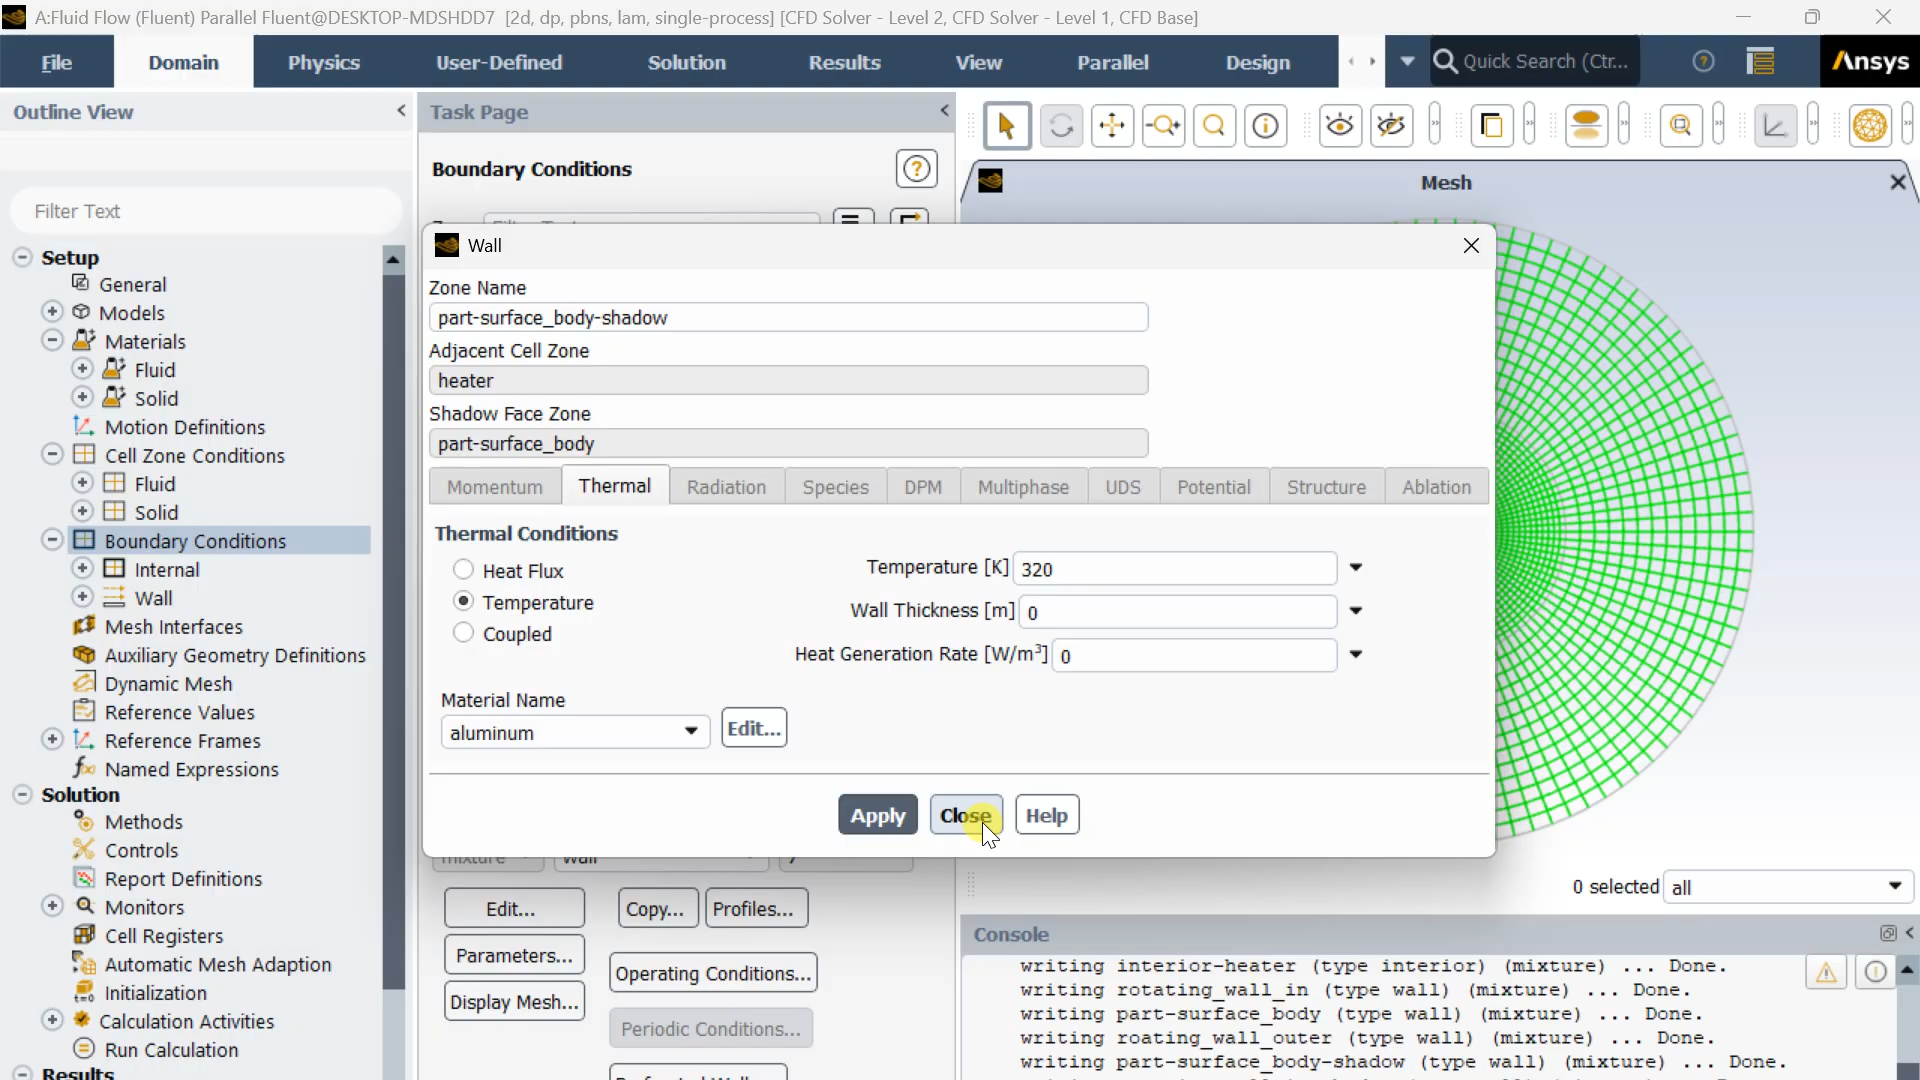 A:Fluid Flow (Fluent) Parallel Fluent@DESKTOP-MDSHDD7 [2d, dp, pbns, lam, single-process] [CFD Solver - Level 2, CFD Solver - Level 1, CFD Base]
File Domain Physics User-Defined Solution Results View Parallel Design Quick Search (Ctr... Ansys
Outline View
Filter Text
Setup
General
Models
Materials
Fluid
Solid
Motion Definitions
Cell Zone Conditions
Fluid
Solid
Boundary Conditions
Internal
Wall
Mesh Interfaces
Auxiliary Geometry Definitions
Dynamic Mesh
Reference Values
Reference Frames
Named Expressions
Solution
Methods
Controls
Report Definitions
Monitors
Cell Registers
Automatic Mesh Adaption
Initialization
Calculation Activities
Run Calculation
Results
Task Page
Boundary Conditions
Mesh
Wall
Zone Name
part-surface_body-shadow
Adjacent Cell Zone
heater
Shadow Face Zone
part-surface_body
Momentum Thermal Radiation Species DPM Multiphase UDS Potential Structure Ablation
Thermal Conditions
Heat Flux
Temperature
Coupled
Temperature [K] 320
Wall Thickness [m] 0
Heat Generation Rate [W/m³] 0
Material Name
aluminum Edit...
Apply Close Help
mixture wall
Edit... Copy... Profiles...
Parameters... Operating Conditions...
Display Mesh... Periodic Conditions...
0 selected all
Console
writing interior-heater (type interior) (mixture) ... Done.
writing rotating_wall_in (type wall) (mixture) ... Done.
writing part-surface_body (type wall) (mixture) ... Done.
writing roating_wall_outer (type wall) (mixture) ... Done.
writing part-surface_body-shadow (type wall) (mixture) ... Done.